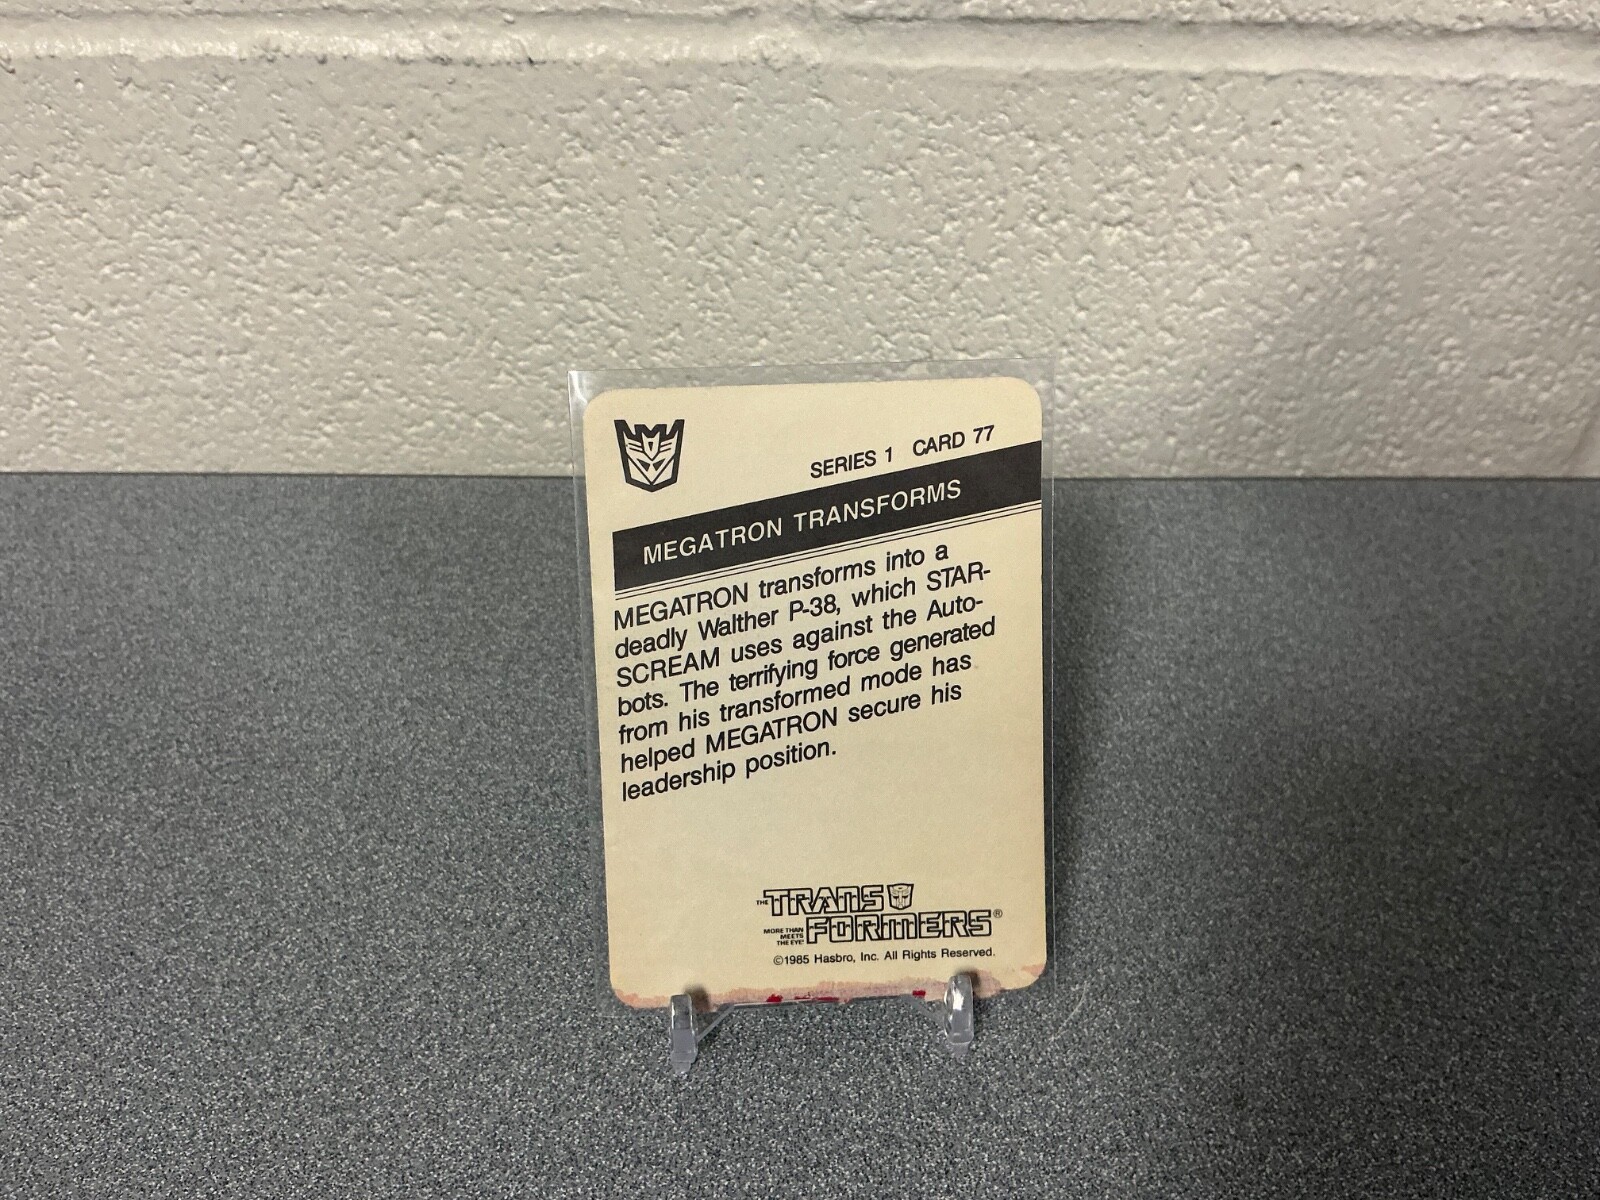 SERIES 1 CARD 77
MEGATRON TRANSFORMS
MEGATRON transforms into a
deadly Walther P-38, which STAR-
SCREAM uses against the Auto-
bots. The terrifying force generated
from his transformed mode has
helped MEGATRON secure his
leadership position.
THE TRANS
MORE THAN
MEETS
THE EYE!
FORMERS®
©1985 Hasbro, Inc. All Rights Reserved.